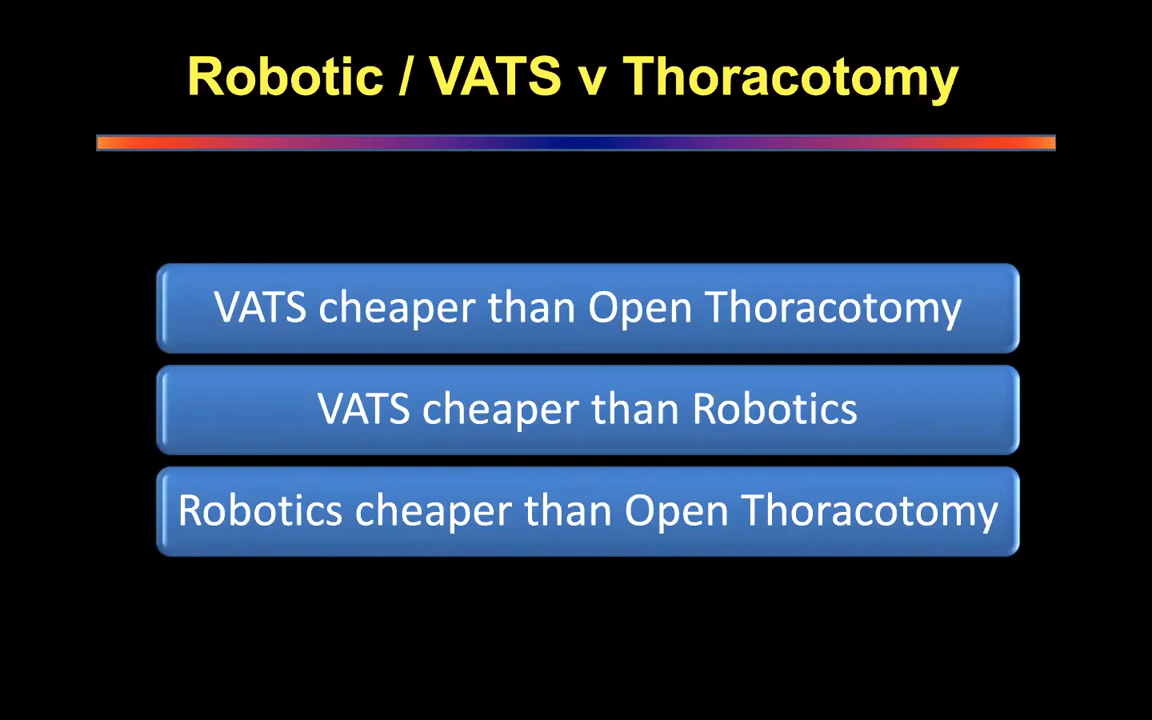 Robotic / VATS v Thoracotomy
VATS cheaper than Open Thoracotomy
VATS cheaper than Robotics
Robotics cheaper than Open Thoracotomy